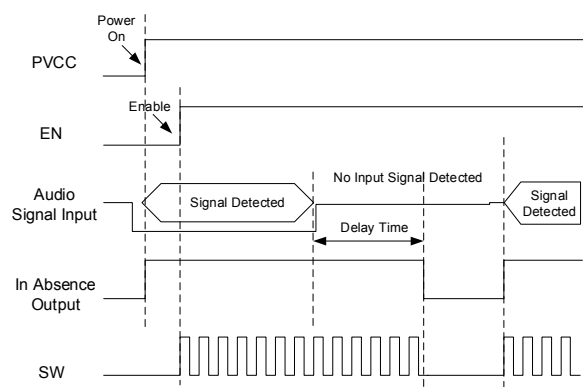 Power
On
PVCC
Enable
EN
No Input Signal Detected
Audio
Signal Input
Signal Detected
Signal
Detected
Delay Time
In Absence
Output
SW